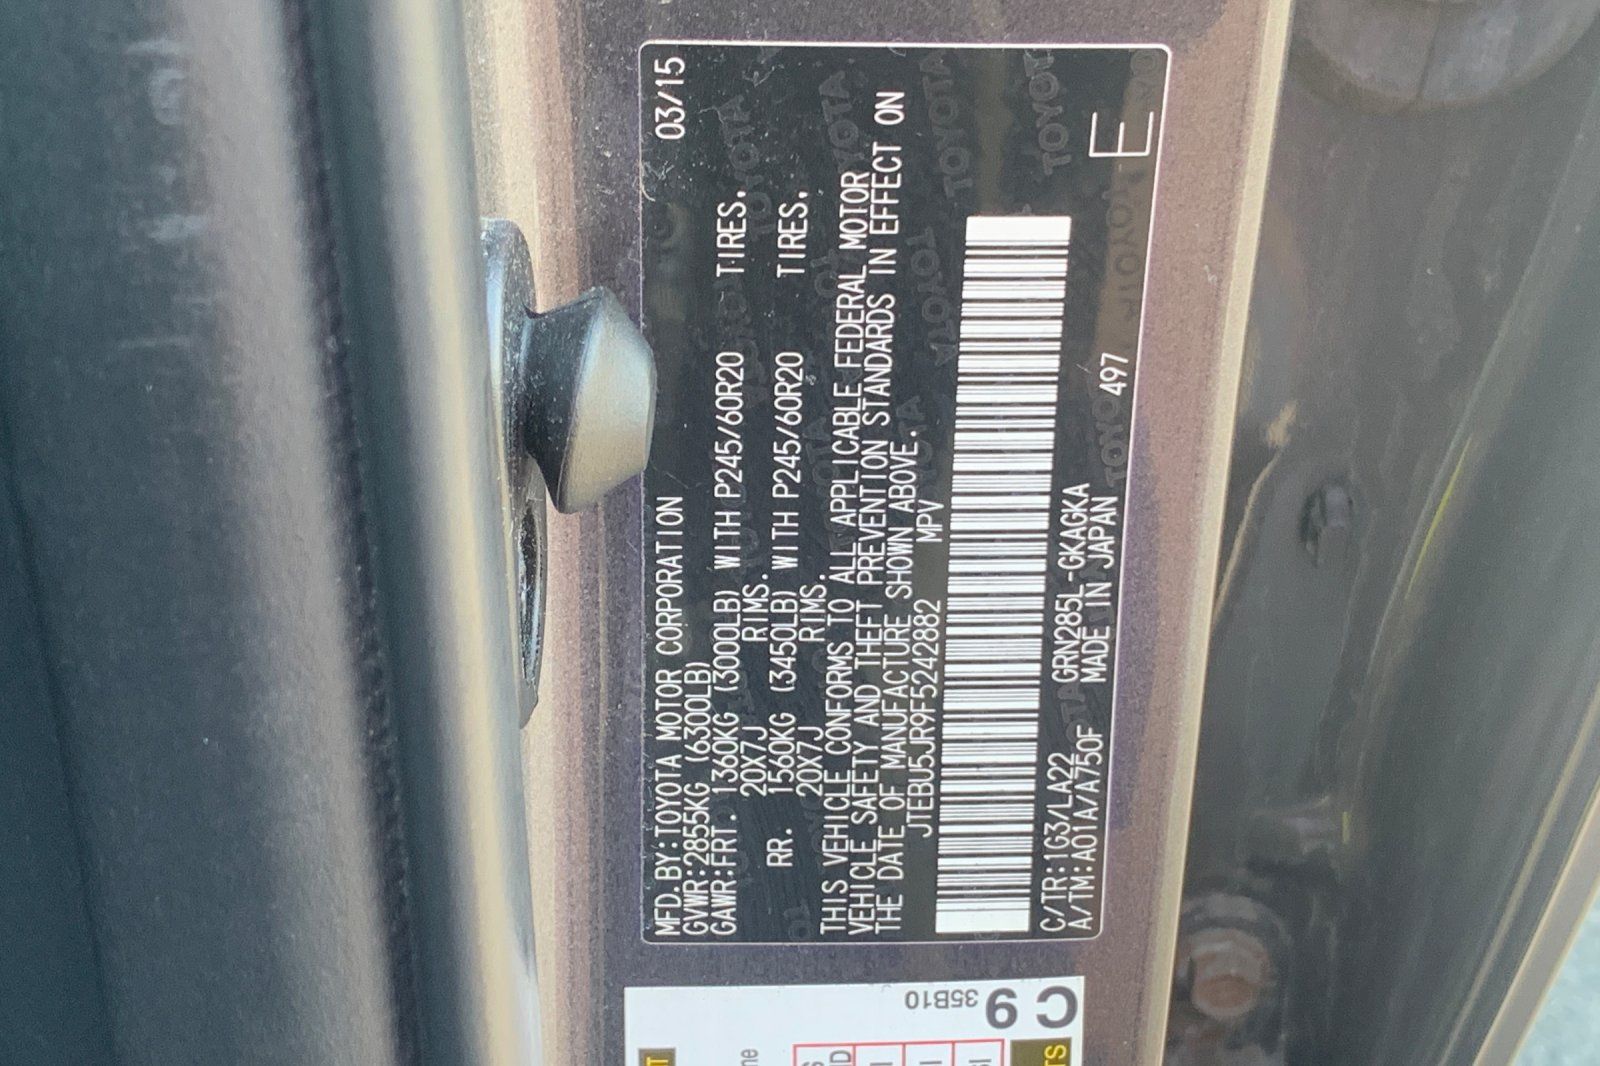 MFD.BY:TOYOTA MOTOR CORPORATION 03/15
GVWR:2855KG (6300LB)
GAWR:FRT. 1360KG (3000LB) WITH P245/60R20 TIRES.
20X7J RIMS.
RR. 1560KG (3450LB) WITH P245/60R20 TIRES.
20X7J RIMS.
THIS VEHICLE CONFORMS TO ALL APPLICABLE FEDERAL MOTOR
VEHICLE SAFETY AND THEFT PREVENTION STANDARDS IN EFFECT ON
THE DATE OF MANUFACTURE SHOWN ABOVE.
JTEBU5JR9F5242882 MPV
C/TR:1G3/LA22 GRN285L-GKAGKA
A/TM:A01A/A750F MADE IN JAPAN 497
E
C9
35B10